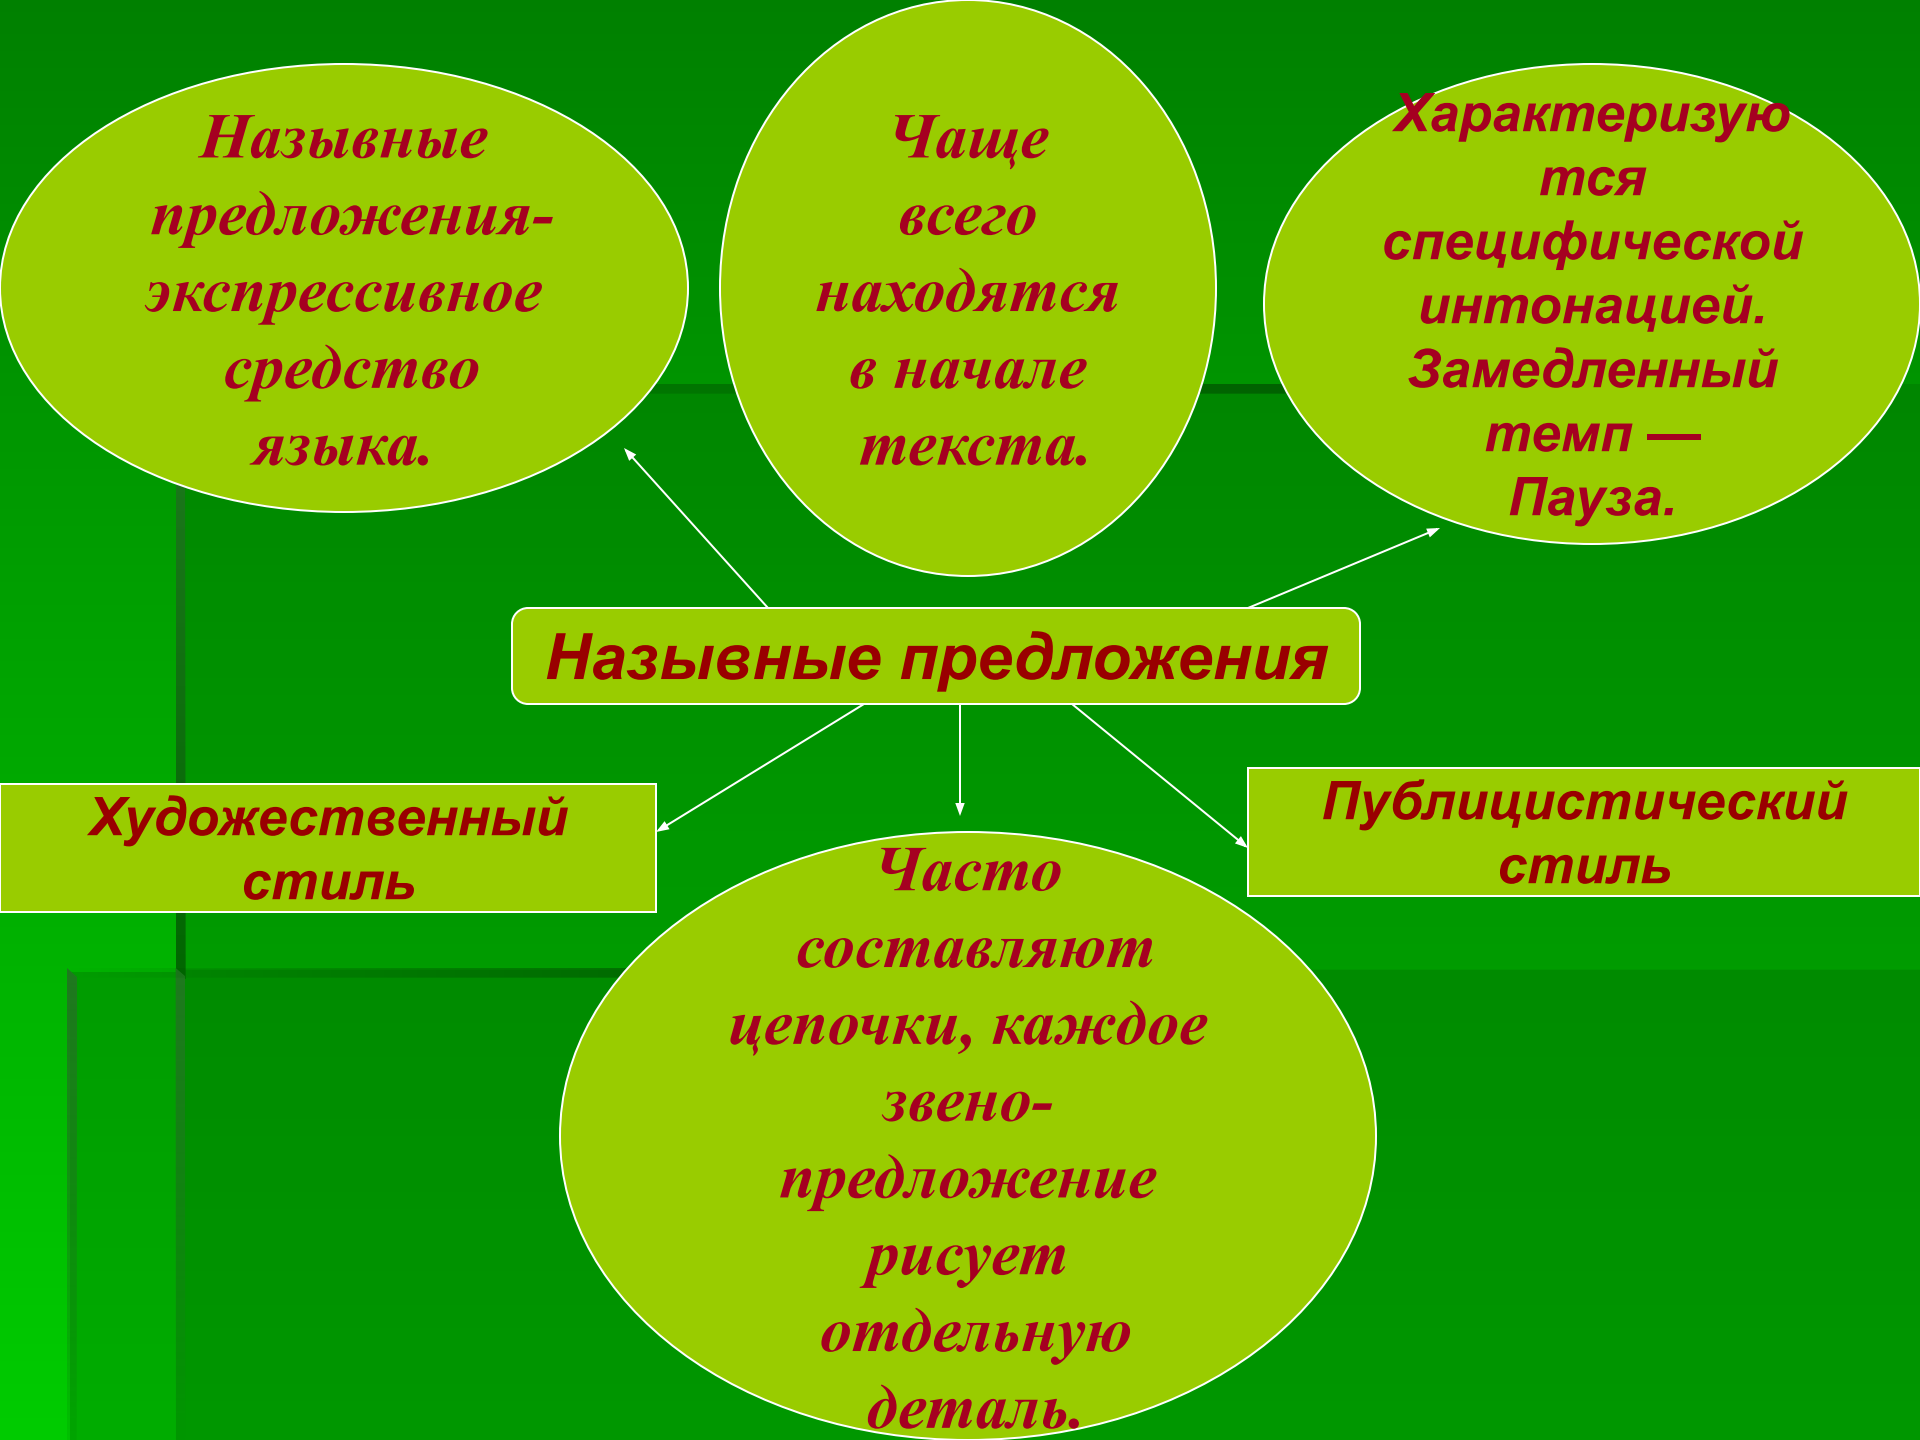 Назывные
предложения-
экспрессивное
средство
языка.
Чаще
всего
находятся
в начале
текста.
Характеризую
тся
специфической
интонацией.
Замедленный
темп —
Пауза.
Назывные предложения
Художественный
стиль
Публицистический
стиль
Часто
составляют
цепочки, каждое
звено-
предложение
рисует
отдельную
деталь.